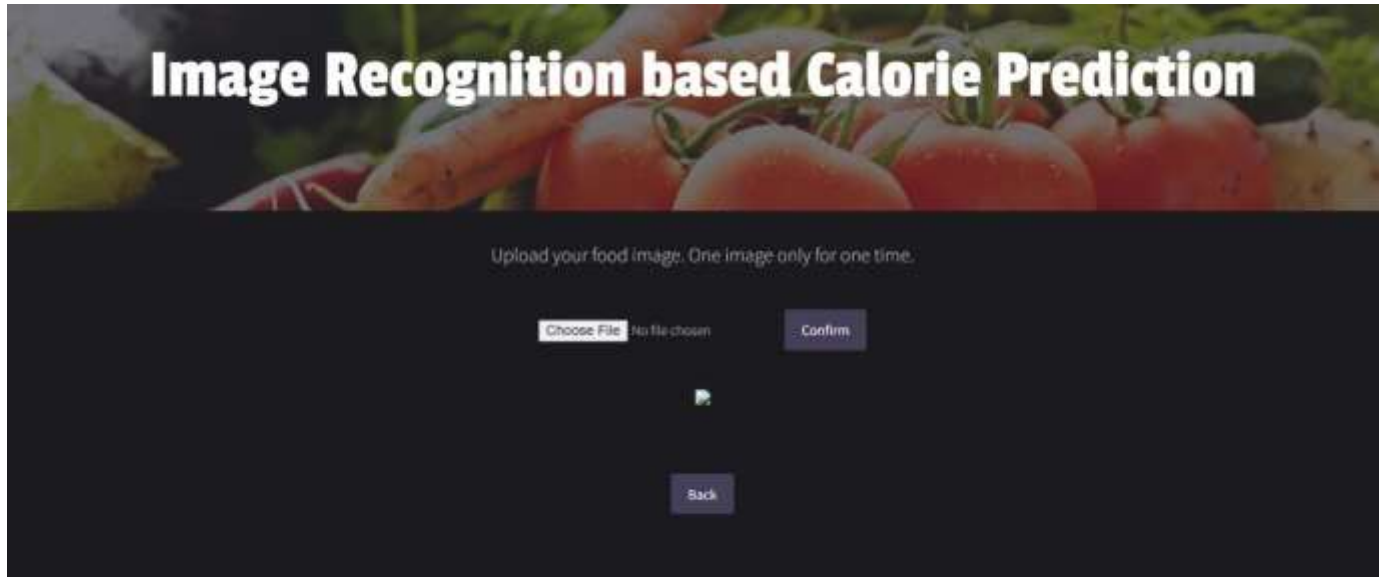 Image Recognition based Calorie Prediction
Upload your food image. One image only for one time.
Choose File No file chosen Confirm
Back